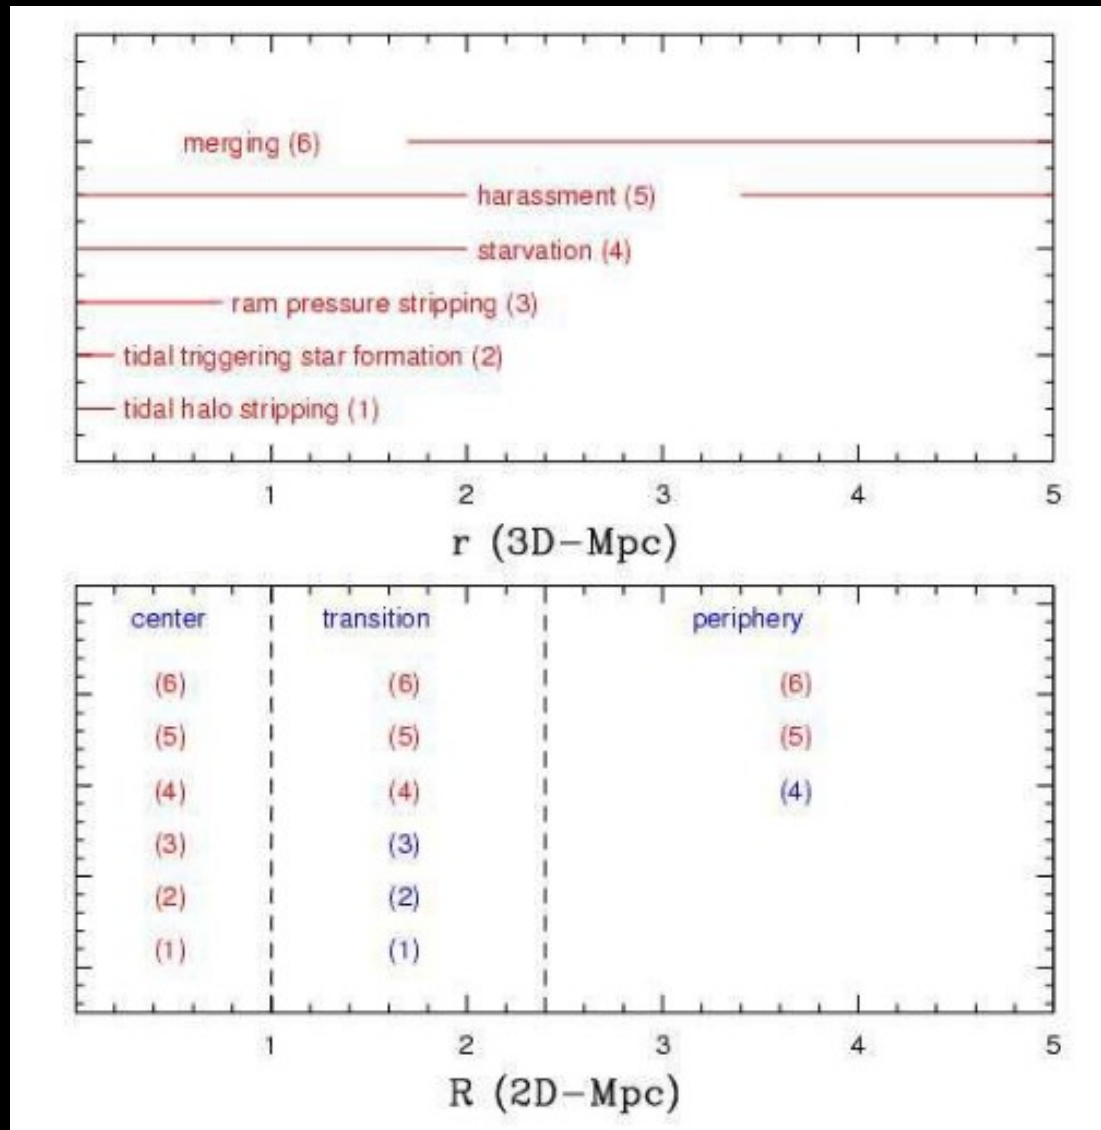 merging (6)
harassment (5)
starvation (4)
ram pressure stripping (3)
tidal triggering star formation (2)
tidal halo stripping (1)
1 2 3 4 5
r (3D-Mpc)
center transition periphery
(6) (6) (6)
(5) (5) (5)
(4) (4) (4)
(3) (3)
(2) (2)
(1) (1)
1 2 3 4 5
R (2D-Mpc)